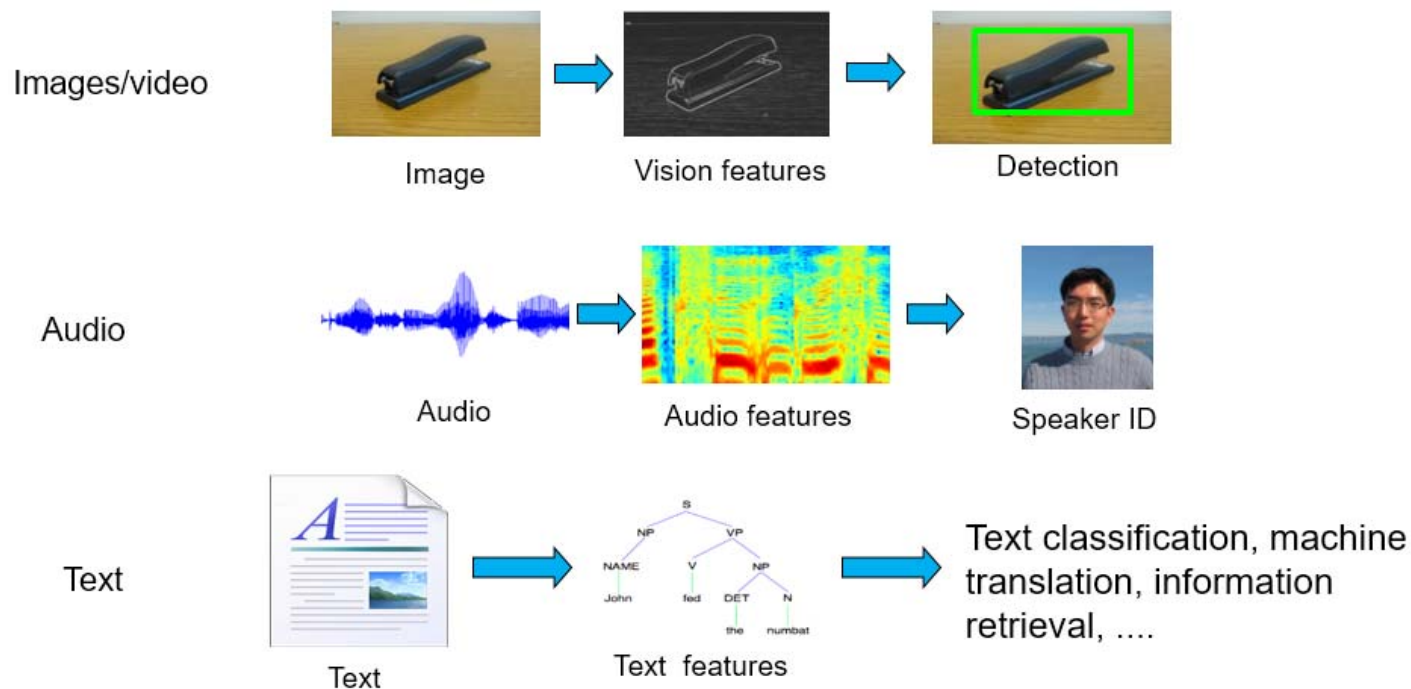 Images/video
Image
Vision features
Detection
Audio
Audio
Audio features
Speaker ID
Text
A
Text
S
NP VP
NAME V NP
John fed DET N
the numbat
Text features
Text classification, machine
translation, information
retrieval, ....